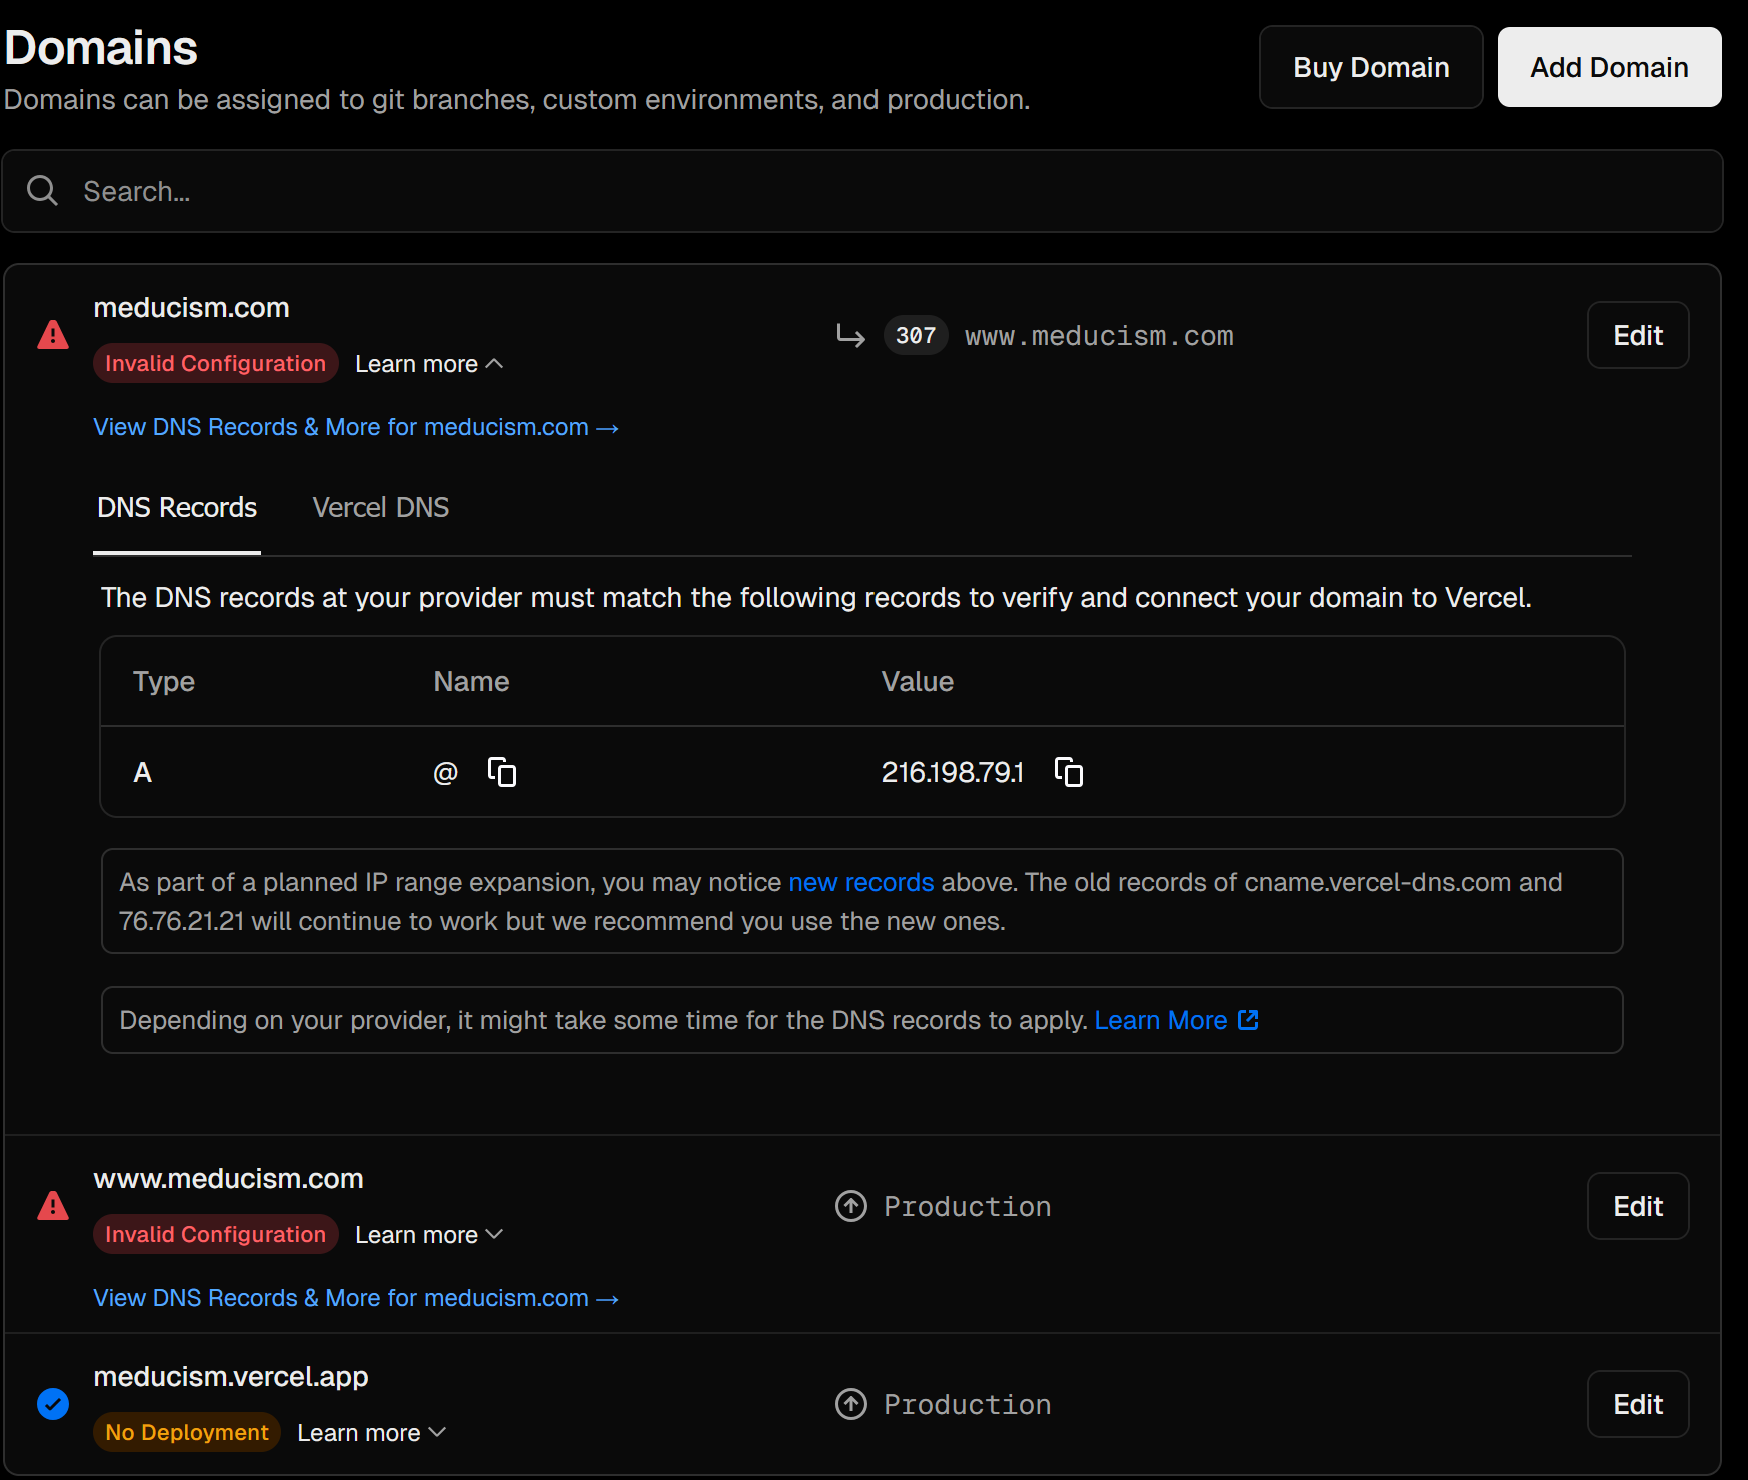 Domains
Domains can be assigned to git branches, custom environments, and production.
Buy Domain
Add Domain
Search...
meducism.com
Invalid Configuration
Learn more
307
www.meducism.com
Edit
View DNS Records & More for meducism.com →
DNS Records
Vercel DNS
The DNS records at your provider must match the following records to verify and connect your domain to Vercel.
Type
Name
Value
A
@
216.198.79.1
As part of a planned IP range expansion, you may notice new records above. The old records of cname.vercel-dns.com and
76.76.21.21 will continue to work but we recommend you use the new ones.
Depending on your provider, it might take some time for the DNS records to apply. Learn More
www.meducism.com
Invalid Configuration
Learn more
Production
Edit
View DNS Records & More for meducism.com →
meducism.vercel.app
No Deployment
Learn more
Production
Edit